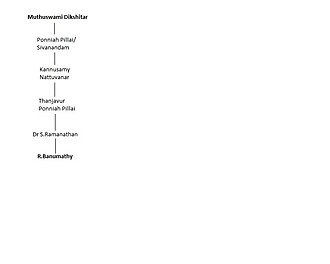 Muthuswami Dikshitar
Ponniah Pillai/
Sivanandam
Kannusamy
Nattuvanar
Thanjavur
Ponniah Pillai
Dr S.Ramanathan
R.Banumathy